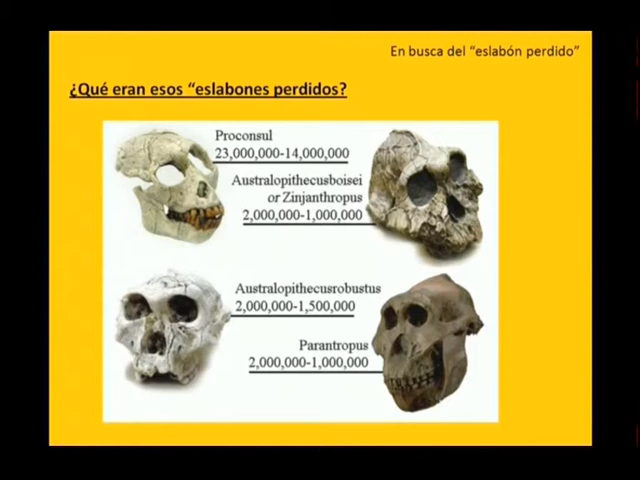 En busca del “eslabón perdido”
¿Qué eran esos “eslabones perdidos?
Proconsul
23,000,000-14,000,000
Australopithecusboisei
or Zinjanthropus
2,000,000-1,000,000
Australopithecusrobustus
2,000,000-1,500,000
Parantropus
2,000,000-1,000,000